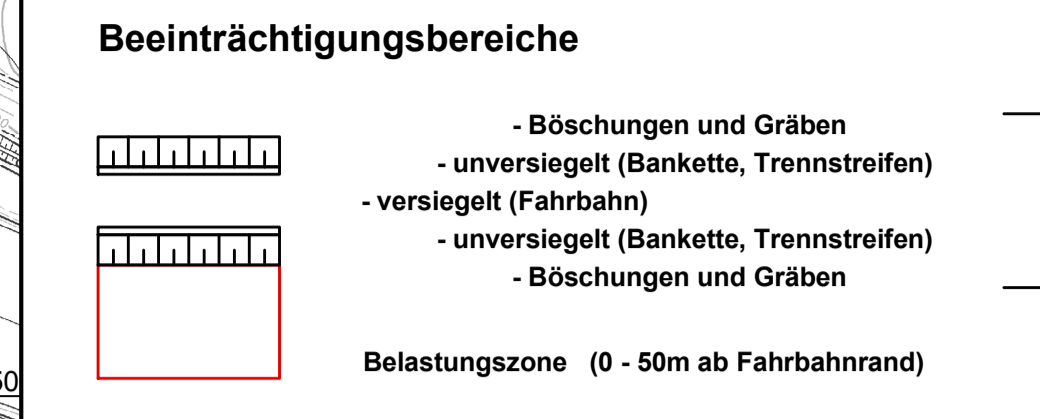 Beeinträchtigungsbereiche
- Böschungen und Gräben
- unversiegelt (Bankette, Trennstreifen)
- versiegelt (Fahrbahn)
- unversiegelt (Bankette, Trennstreifen)
- Böschungen und Gräben
Belastungszone (0 - 50m ab Fahrbahnrand)